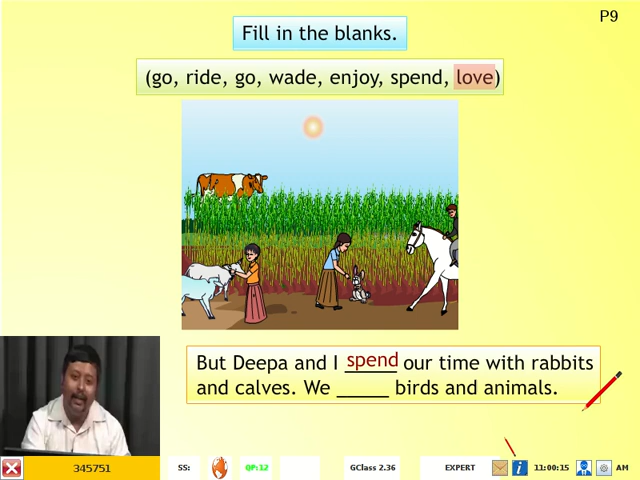 P9
Fill in the blanks.
(go, ride, go, wade, enjoy, spend, love)
But Deepa and I spend our time with rabbits
and calves. We _____ birds and animals.
345751 SS: QF:12 GClass 2.36 EXPERT 11:00:15 AM